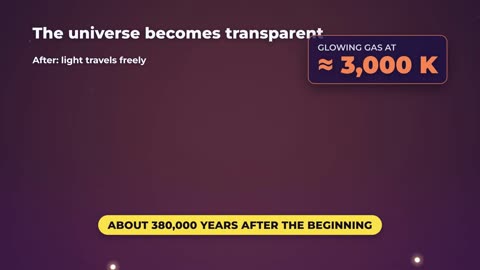 The universe becomes transparent
After: light travels freely
GLOWING GAS AT
≈ 3,000 K
ABOUT 380,000 YEARS AFTER THE BEGINNING